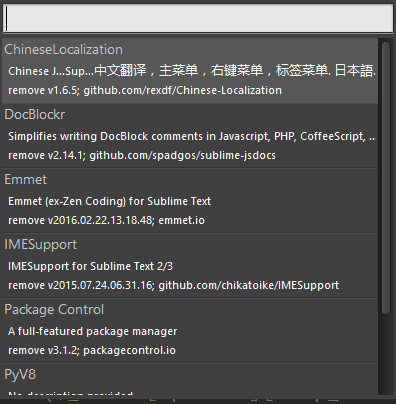 ChineseLocalization
Chinese J...Sup...中文翻译，主菜单，右键菜单，标签菜单. 日本語.
remove v1.6.5; github.com/rexdf/Chinese-Localization
DocBlockr
Simplifies writing DocBlock comments in Javascript, PHP, CoffeeScript, ...
remove v2.14.1; github.com/spadgos/sublime-jsdocs
Emmet
Emmet (ex-Zen Coding) for Sublime Text
remove v2016.02.22.13.18.48; emmet.io
IMESupport
IMESupport for Sublime Text 2/3
remove v2015.07.24.06.31.16; github.com/chikatoike/IMESupport
Package Control
A full-featured package manager
remove v3.1.2; packagecontrol.io
PyV8
No description provided